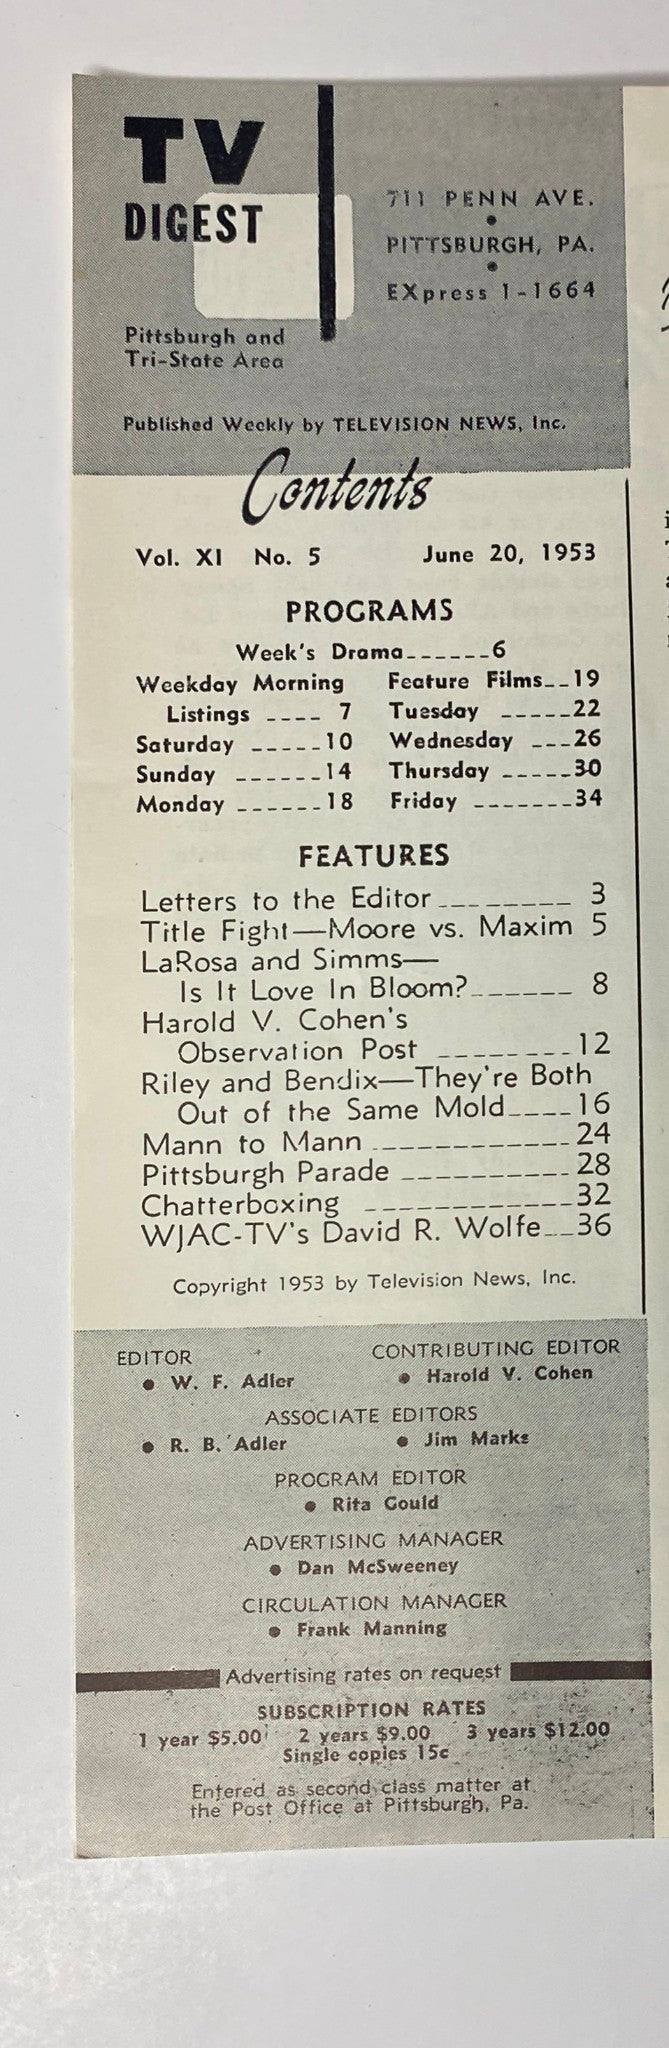 TV
DIGEST
711 PENN AVE.
•
PITTSBURGH, PA.
•
EXpress 1-1664
Pittsburgh and
Tri-State Area
Published Weekly by TELEVISION NEWS, Inc.
Contents
Vol. XI No. 5 June 20, 1953
PROGRAMS
Week's Drama------6
Weekday Morning
Listings ---- 7
Saturday -----10
Sunday ------14
Monday ------18
Feature Films--19
Tuesday -----22
Wednesday ---26
Thursday -----30
Friday -------34
FEATURES
Letters to the Editor -------- 3
Title Fight—Moore vs. Maxim 5
LaRosa and Simms—
Is It Love In Bloom?------ 8
Harold V. Cohen's
Observation Post --------12
Riley and Bendix—They're Both
Out of the Same Mold----16
Mann to Mann ------------24
Pittsburgh Parade ----------28
Chatterboxing ------------32
WJAC-TV's David R. Wolfe---36
Copyright 1953 by Television News, Inc.
EDITOR
• W. F. Adler
CONTRIBUTING EDITOR
• Harold V. Cohen
ASSOCIATE EDITORS
• R. B. Adler • Jim Marks
PROGRAM EDITOR
• Rita Gould
ADVERTISING MANAGER
• Dan McSweeney
CIRCULATION MANAGER
• Frank Manning
Advertising rates on request
SUBSCRIPTION RATES
1 year $5.00 2 years $9.00 3 years $12.00
Single copies 15c
Entered as second class matter at
the Post Office at Pittsburgh, Pa.